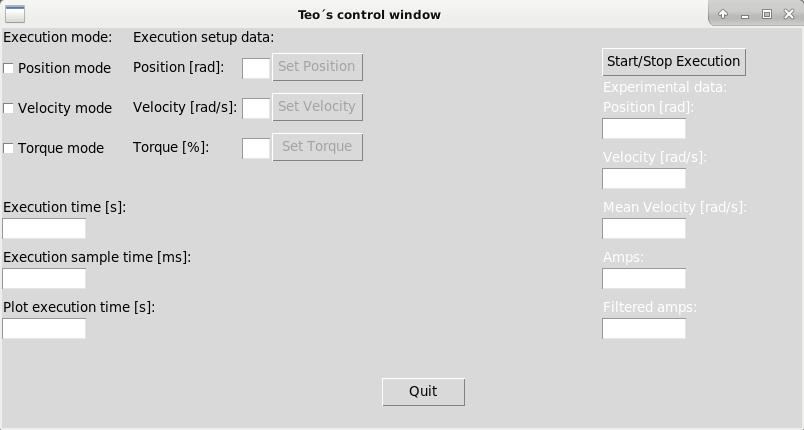 Teo´s control window
Execution mode: Execution setup data:
Position mode Position [rad]: Set Position
Start/Stop Execution
Experimental data:
Velocity mode Velocity [rad/s]: Set Velocity
Position [rad]:
Torque mode Torque [%]: Set Torque
Velocity [rad/s]:
Execution time [s]:
Mean Velocity [rad/s]:
Execution sample time [ms]:
Amps:
Plot execution time [s]:
Filtered amps:
Quit